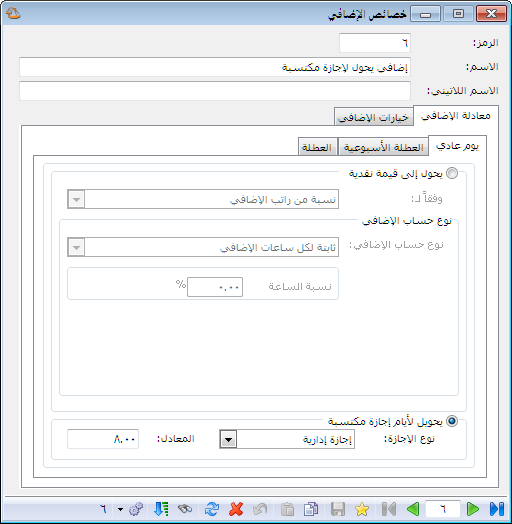 خصائص الإضافي
الرمز: ٦
الاسم: إضافي يحول لإجازة مكتسبة
الاسم اللاتيني:
معادلة الإضافي خيارات الإضافي
يوم عادي العطلة الأسبوعية العطلة
يحول إلى قيمة نقدية
وفقاً لـ: نسبة من راتب الإضافي
نوع حساب الإضافي
نوع حساب الإضافي: ثابتة لكل ساعات الإضافي
نسبة الساعة ٠,٠٠ %
يحويل لأيام إجازة مكتسبة
نوع الإجازة: إجازة إدارية المعادل: ٨,٠٠
٦ ٦